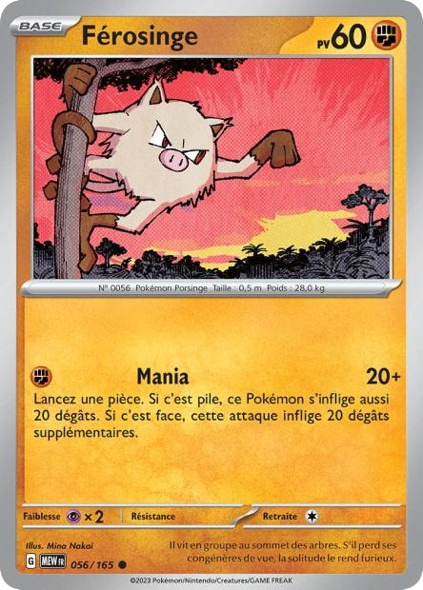 BASE
Férosinge
PV 60
N° 0056 Pokémon Porsinge Taille : 0,5 m Poids : 28,0 kg
Mania 20+
Lancez une pièce. Si c'est pile, ce Pokémon s'inflige aussi
20 dégâts. Si c'est face, cette attaque inflige 20 dégâts
supplémentaires.
Faiblesse ×2 Résistance Retraite
Illus. Mina Nakai
Il vit en groupe au sommet des arbres. S'il perd ses
congénères de vue, la solitude le rend furieux.
G MEW FR 056/165
©2023 Pokémon/Nintendo/Creatures/GAME FREAK